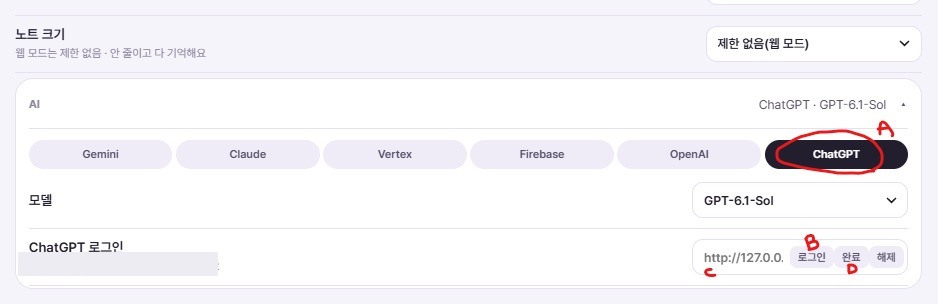 노트 크기
웹 모드는 제한 없음 · 안 줄이고 다 기억해요
제한 없음(웹 모드)
AI
ChatGPT · GPT-6.1-Sol
A
Gemini Claude Vertex Firebase OpenAI ChatGPT
모델
GPT-6.1-Sol
ChatGPT 로그인
B
http://127.0.0. 로그인 완료 해제
C
D